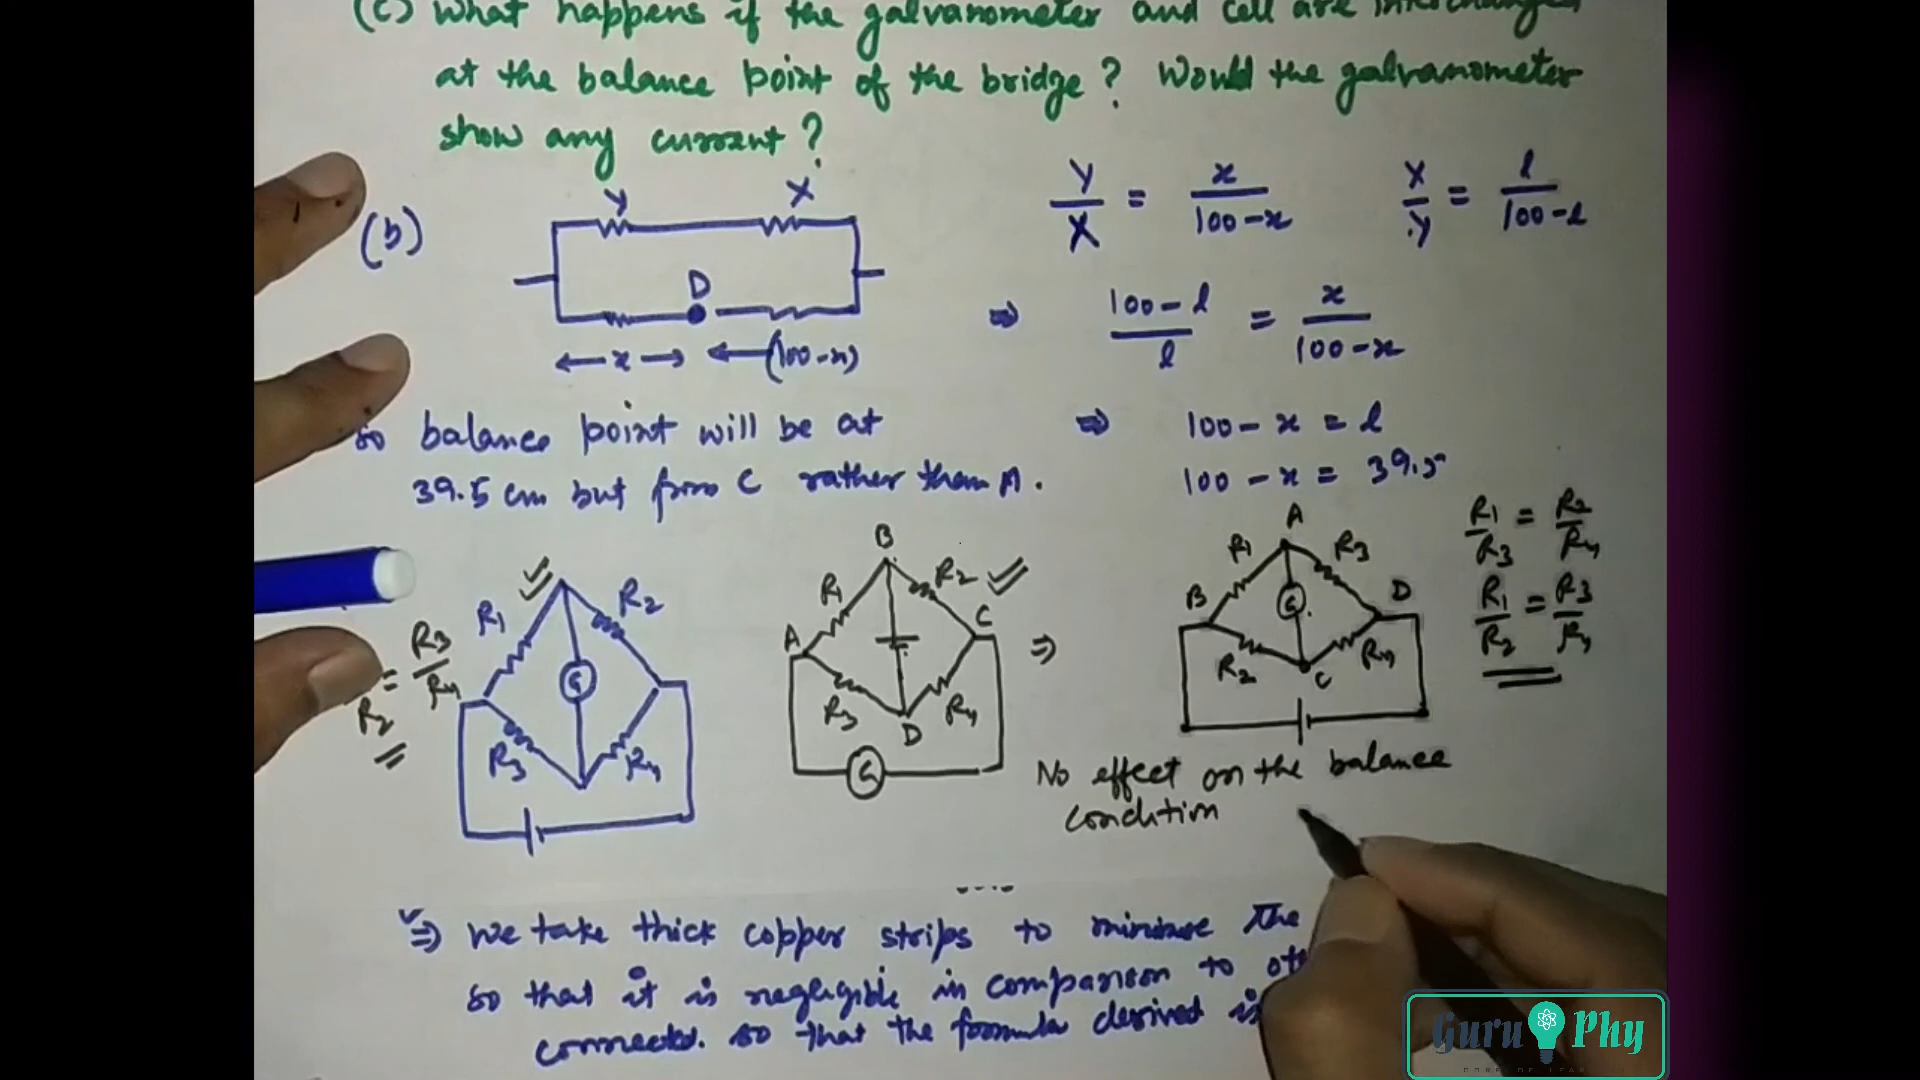 (c) What happens if the galvanometer and cell are interchanged
at the balance point of the bridge? Would the galvanometer
show any current?
(b)
Y X
D
x (100-x)
Y/X = x/(100-x)
X/Y = l/(100-l)
⇒ (100-l)/l = x/(100-x)
⇒ 100-x = l
100-x = 39.5
so balance point will be at
39.5 cm but from C rather than A.
R1 R2
G
R3 R4
= R3/R4
R2
B
R1 R2
A C
R3 R4
D
G
⇒
A
R1 R3
B G D
R2 R4
C
R1/R3 = R2/R4
R1/R2 = R3/R4
No effect on the balance
condition
⇒ We take thick copper strips to the
so that it is negligible in comparison to
connected. so that the formula derived is
Guru Phy